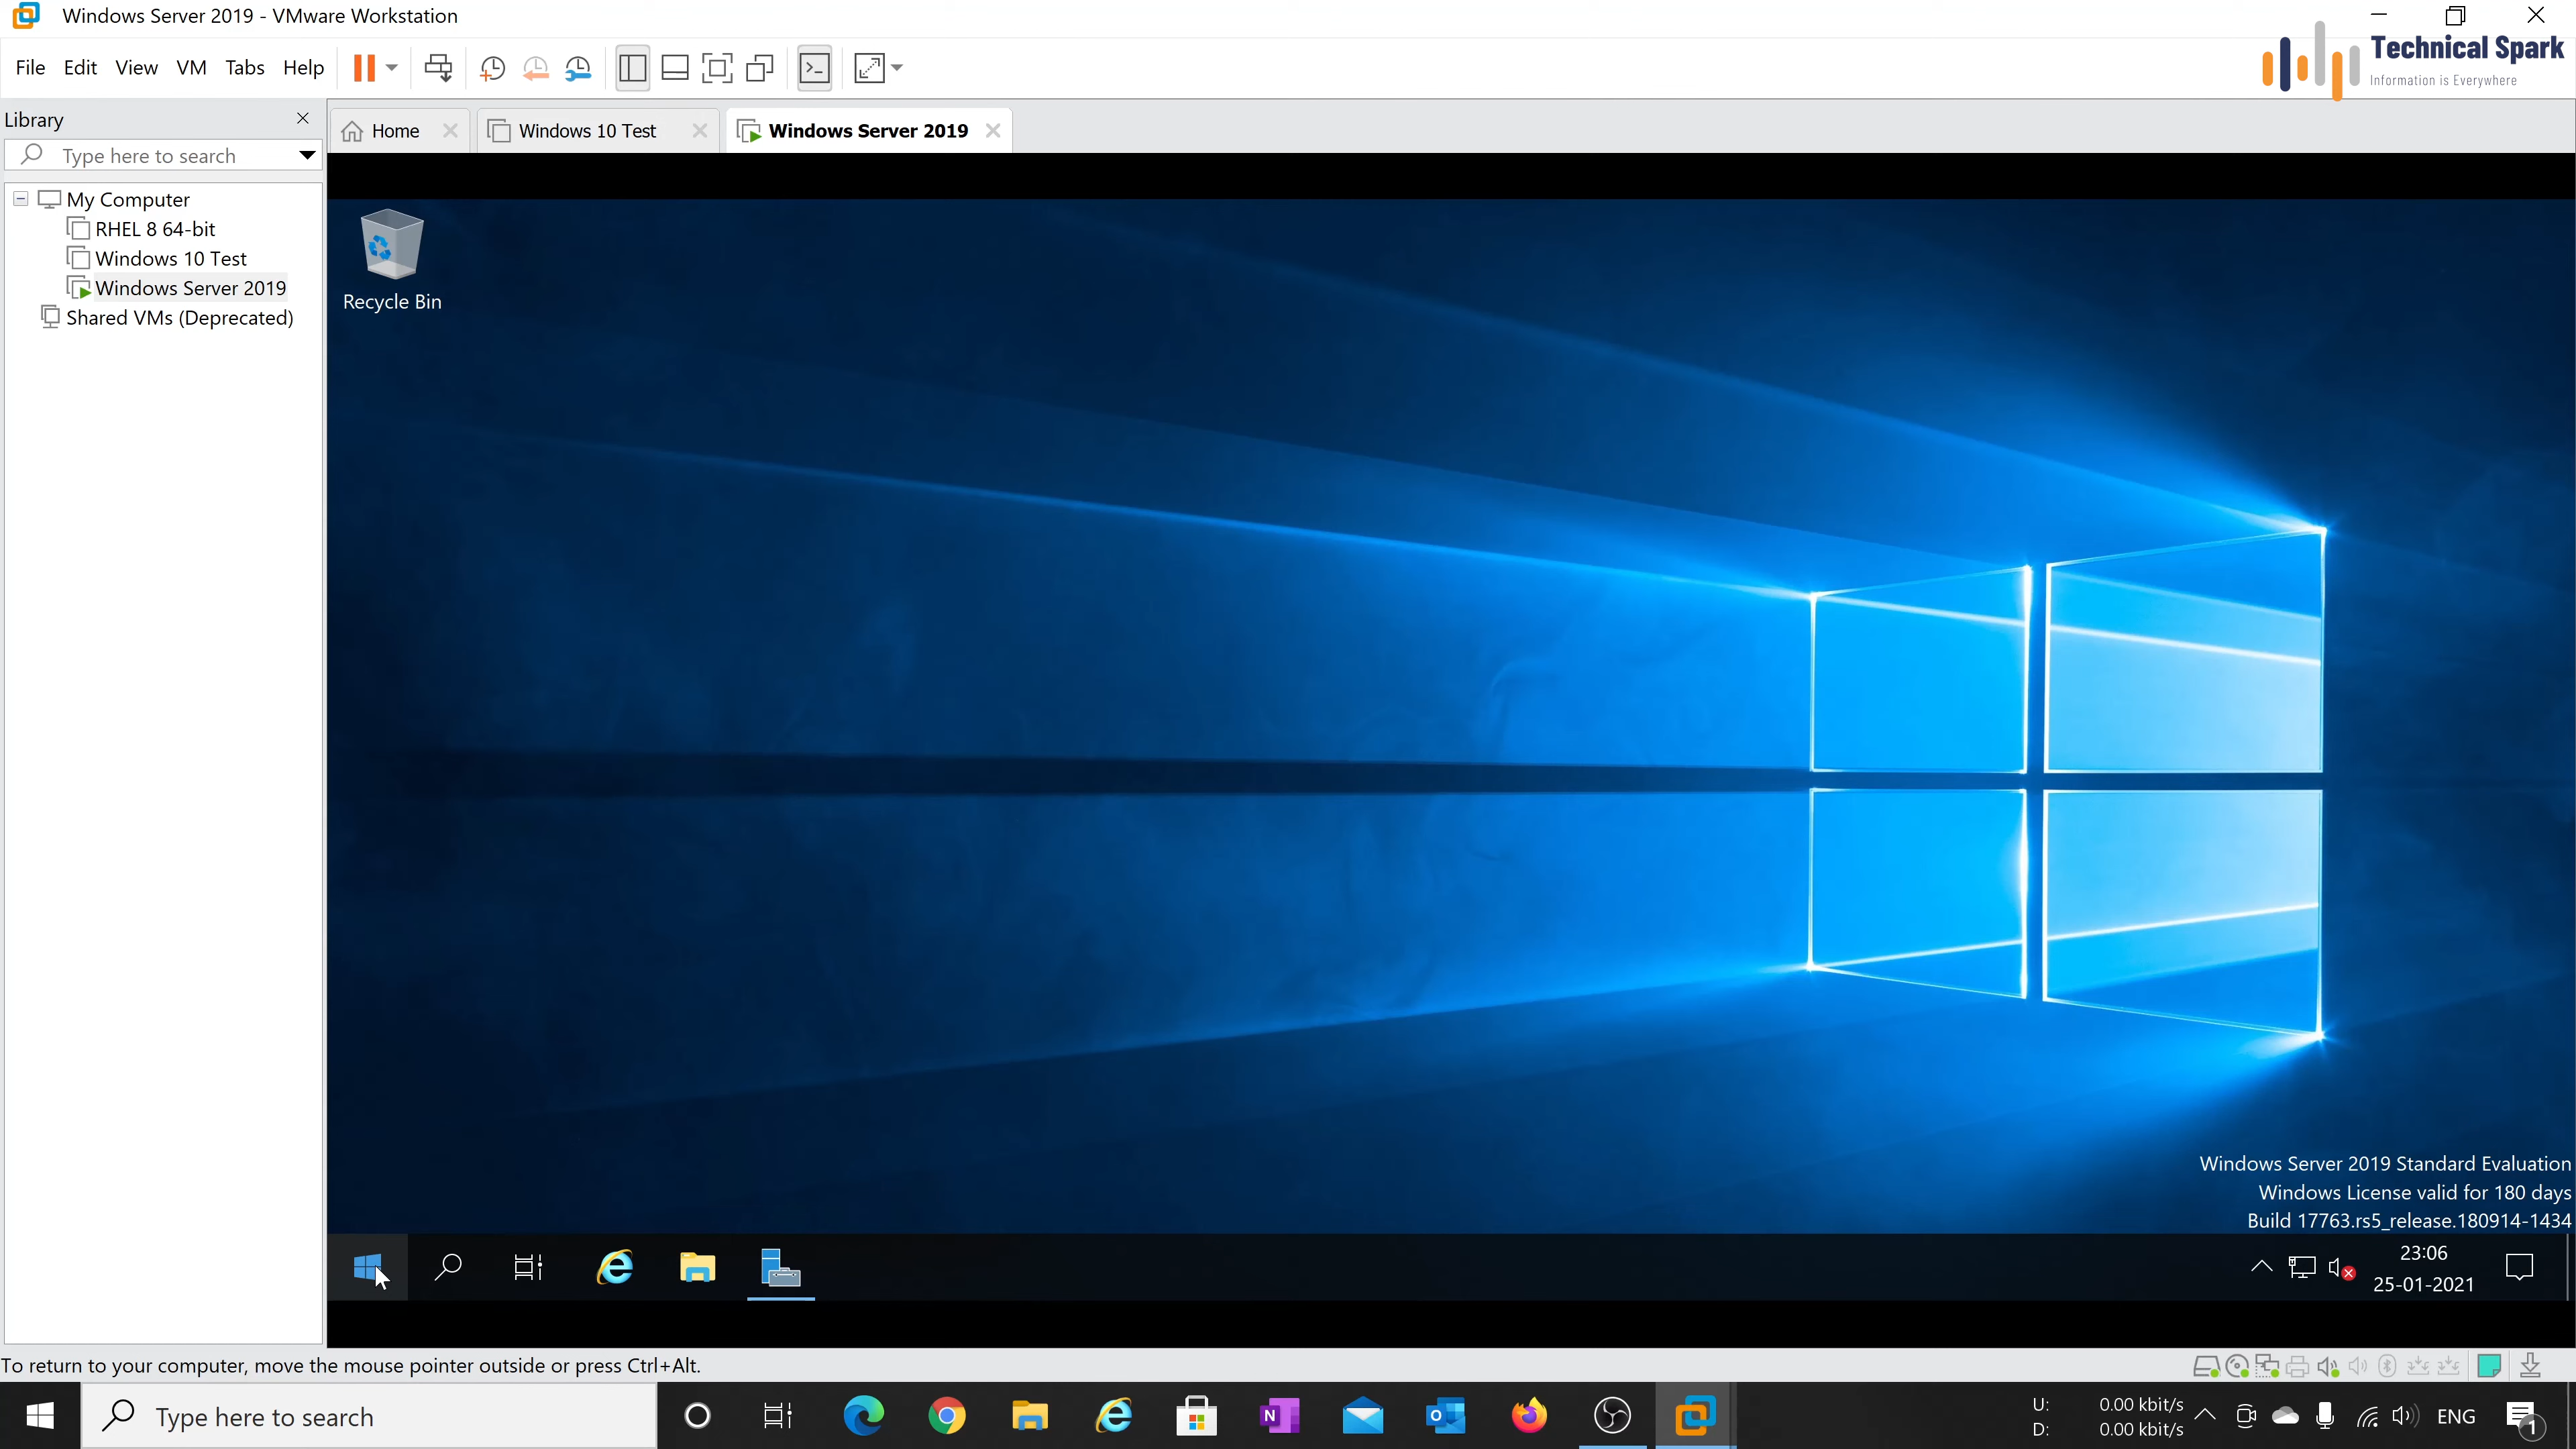 Windows Server 2019 - VMware Workstation
File Edit View VM Tabs Help
Technical Spark
Information is Everywhere
Library
Home
Windows 10 Test
Windows Server 2019
Type here to search
My Computer
RHEL 8 64-bit
Windows 10 Test
Windows Server 2019
Shared VMs (Deprecated)
Recycle Bin
Windows Server 2019 Standard Evaluation
Windows License valid for 180 days
Build 17763.rs5_release.180914-1434
23:06
25-01-2021
To return to your computer, move the mouse pointer outside or press Ctrl+Alt.
Type here to search
N
O
U: 0.00 kbit/s
D: 0.00 kbit/s
ENG
1